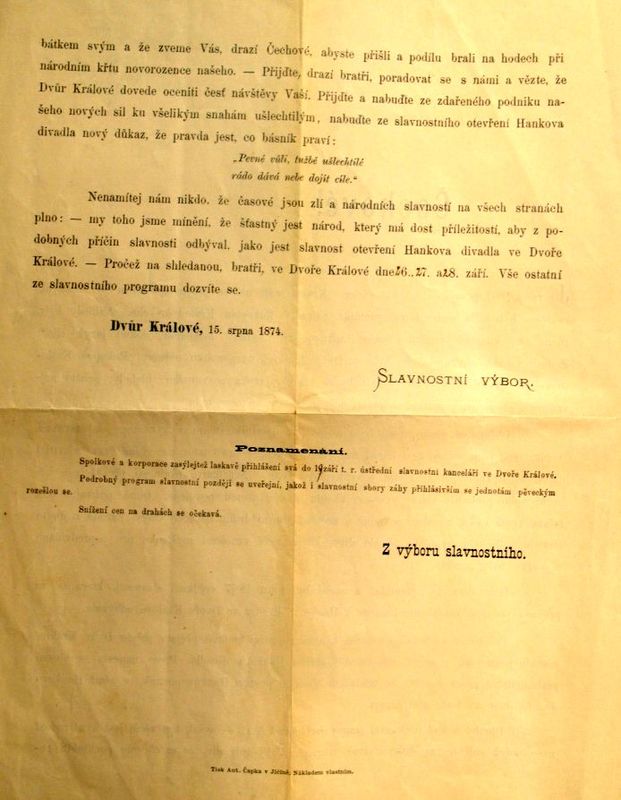 bátkem svým a že zveme Vás, drazí Čechové, abyste přišli a podílu brali na hodech při
národním křtu novorozence našeho. — Přijďte, drazí bratří, poradovat se s námi a vězte, že
Dvůr Králové dovede oceniti česť návštěvy Vaší. Přijďte a nabuďte ze zdařeného podniku na-
šeho nových sil ku všelikým snahám ušlechtilým, nabuďte ze slavnostního otevření Hankova
divadla nový důkaz, že pravda jest, co básník praví:
„Pevné vůli, tužbě ušlechtilé
rádo dává nebe dojít cíle.“
Nenamítej nám nikdo, že časové jsou zlí a národních slavností na všech stranách
plno: — my toho jsme mínění, že šťastný jest národ, který má dost příležitostí, aby z po-
dobných příčin slavnosti odbýval, jako jest slavnost otevření Hankova divadla ve Dvoře
Králové. — Pročež na shledanou, bratři, ve Dvoře Králové dne 26., 27. a 28. září. Vše ostatní
ze slavnostního programu dozvíte se.
Dvůr Králové, 15. srpna 1874.
SLAVNOSTNÍ VÝBOR.
Poznamenání.
Spolkové a korporace zasýlejtež laskavě přihlášení svá do září t. r. ústřední slavnostní kanceláři ve Dvoře Králové.
Podrobný program slavnostní později se uveřejní, jakož i slavnostní sbory záhy přihlásivším se jednotám pěveckým
rozešlou se.
Snížení cen na drahách se očekává.
Z výboru slavnostního.
Tisk Ant. Čapka v Jičíně, Nákladem vlastním.